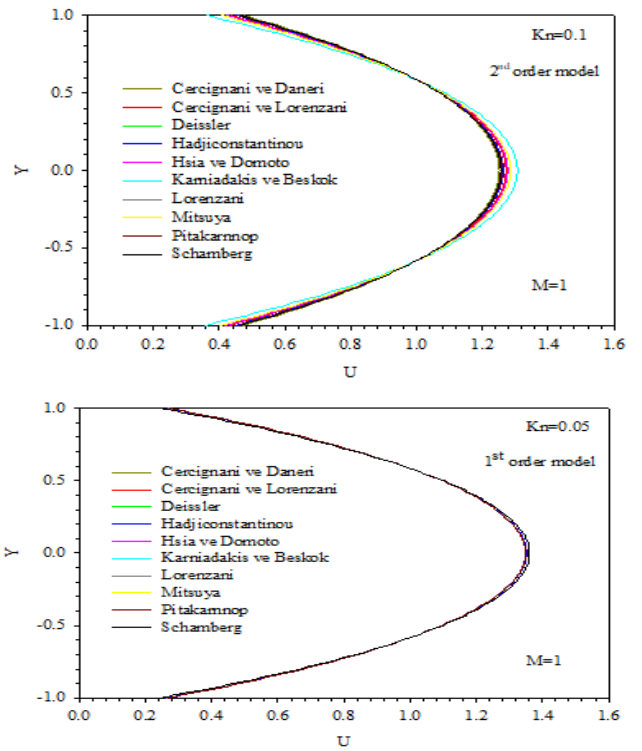 1.0
Kn=0.1
2nd order model
0.5
Cercignani ve Daneri
Cercignani ve Lorenzani
Deissler
Hadjiconstantinou
Hsia ve Domoto
Karniadakis ve Beskok
Lorenzani
Mitsuya
Pitakarnnop
Schamberg
Y
0.0
-0.5
M=1
-1.0
0.0 0.2 0.4 0.6 0.8 1.0 1.2 1.4 1.6
U
1.0
Kn=0.05
1st order model
0.5
Cercignani ve Daneri
Cercignani ve Lorenzani
Deissler
Hadjiconstantinou
Hsia ve Domoto
Karniadakis ve Beskok
Lorenzani
Mitsuya
Pitakarnnop
Schamberg
Y
0.0
-0.5
M=1
-1.0
0.0 0.2 0.4 0.6 0.8 1.0 1.2 1.4 1.6
U